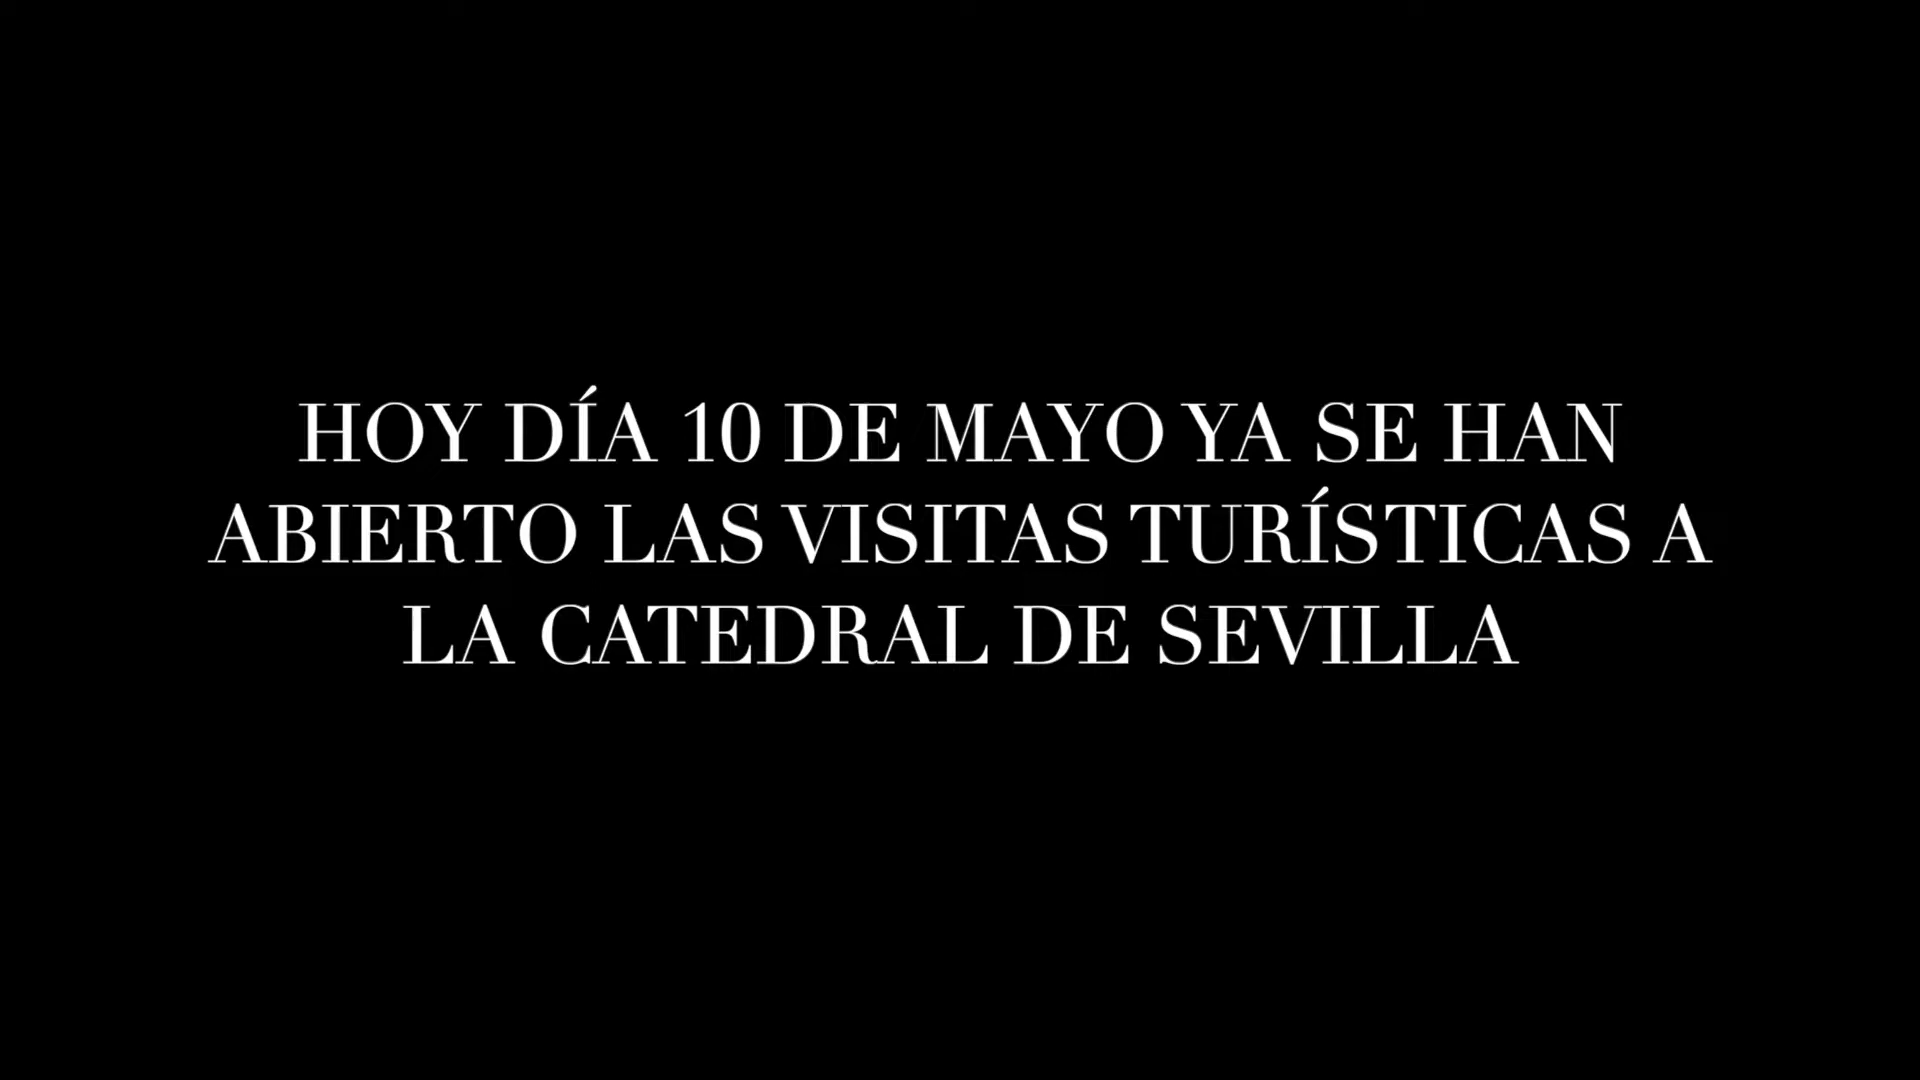 HOY DÍA 10 DE MAYO YA SE HAN
ABIERTO LAS VISITAS TURÍSTICAS A
LA CATEDRAL DE SEVILLA